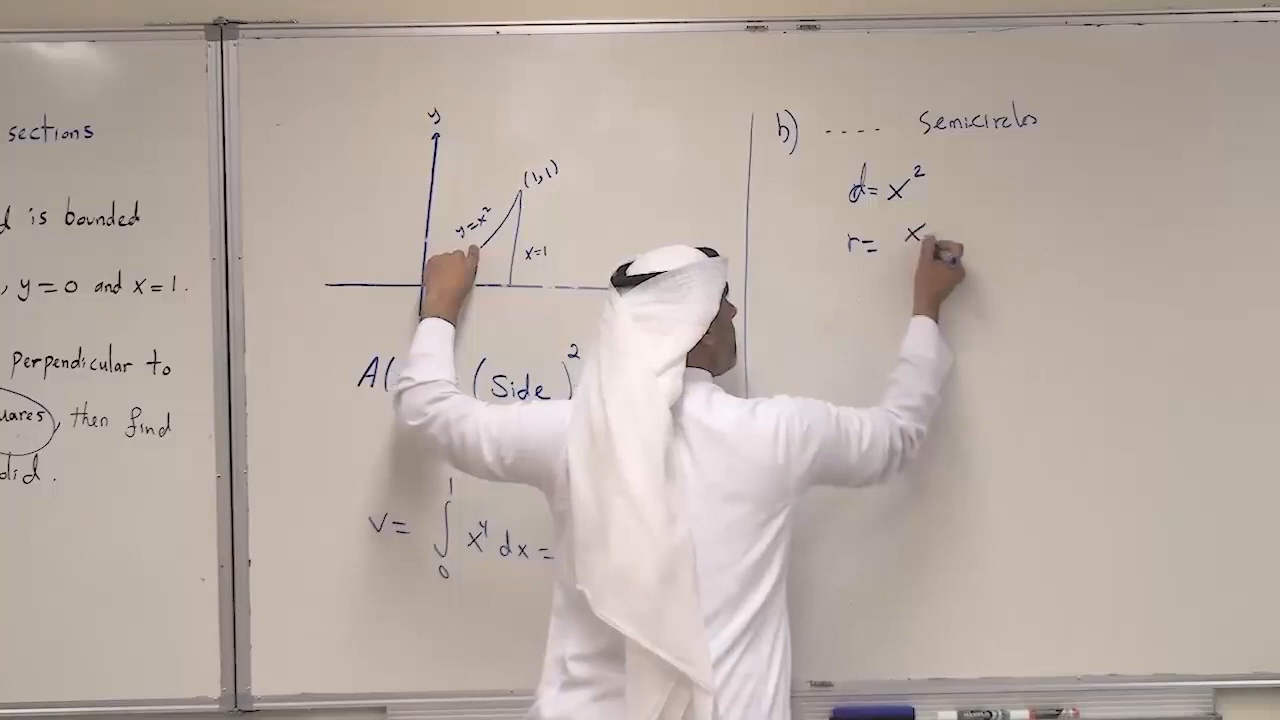 sections
is bounded
, y=0 and x=1.
perpendicular to
uares, then find
y
(1,1)
y=x²
x=1
A(
(Side)²
V= ∫₀¹ x⁴ dx =
b) .... Semicircles
d= x²
r= x